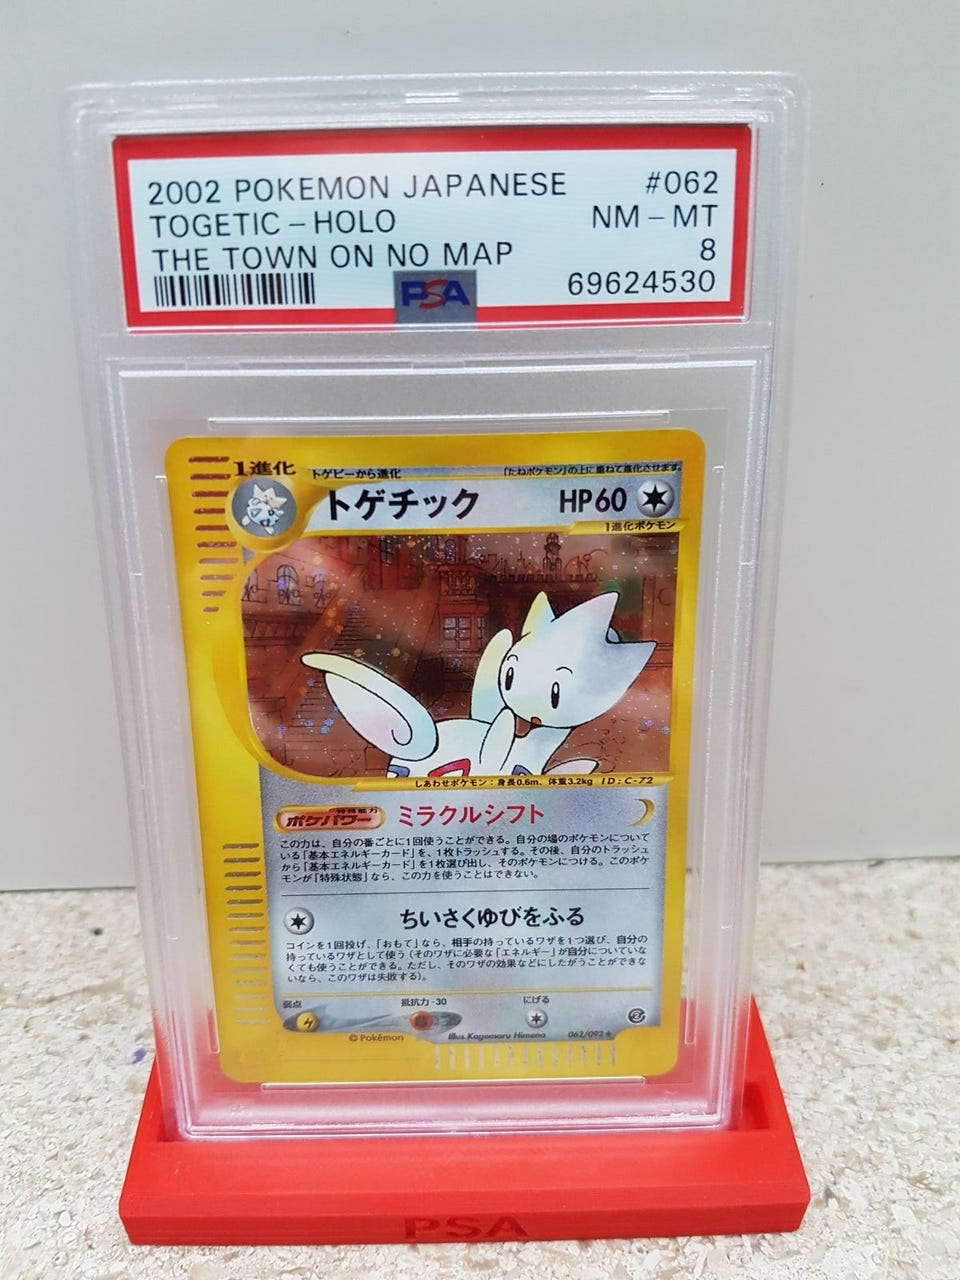 2002 POKEMON JAPANESE #062
TOGETIC - HOLO NM - MT
THE TOWN ON NO MAP 8
PSA 69624530
1進化 トゲピーから進化 「たねポケモン」の上に重ねて進化させます。
トゲチック HP60
1進化ポケモン
しあわせポケモン：身長0.6m、体重3.2kg ID：C-72
特殊能力
ポケパワー ミラクルシフト
この力は、自分の番ごとに1回使うことができる。自分の場のポケモンについて
いる「基本エネルギーカード」を、1枚トラッシュする。その後、自分のトラッシュ
から「基本エネルギーカード」を1枚選び出し、そのポケモンにつける。このポケ
モンが「特殊状態」なら、この力を使うことはできない。
ちいさくゆびをふる
コインを1回投げ、「おもて」なら、相手の持っているワザを1つ選び、自分の
持っているワザとして使う（そのワザに必要な「エネルギー」が自分についていな
くても使うことができる。ただし、そのワザの効果などにしたがうことができな
いなら、このワザは失敗する）。
弱点 抵抗力 -30 にげる
©Pokémon Illus. Kagemaru Himeno 062/092★
PSA